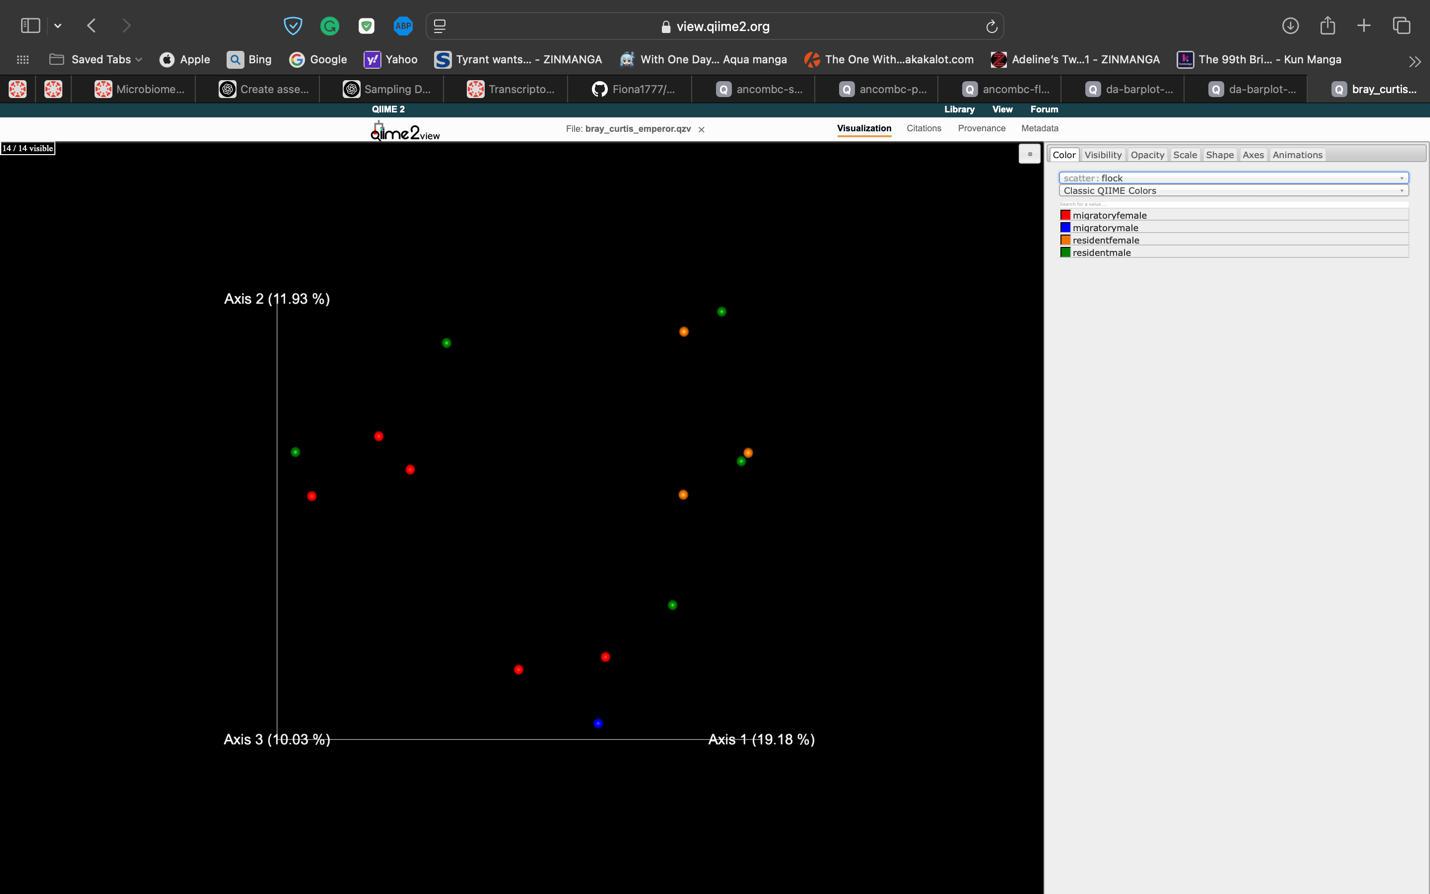 view.qiime2.org
Saved Tabs
Apple
Bing
Google
Yahoo
Tyrant wants... - ZINMANGA
With One Day... Aqua manga
The One With...akakalot.com
Adeline's Tw...1 - ZINMANGA
The 99th Bri... - Kun Manga
Microbiome...
Create asse...
Sampling D...
Transcripto...
Fiona1777/...
ancombc-s...
ancombc-p...
ancombc-fl...
da-barplot-...
da-barplot-...
bray_curtis...
QIIME 2
Library
View
Forum
qiime2view
File: bray_curtis_emperor.qzv
Visualization
Citations
Provenance
Metadata
14 / 14 visible
Color
Visibility
Opacity
Scale
Shape
Axes
Animations
scatter: flock
Classic QIIME Colors
Search for a value...
migratoryfemale
migratorymale
residentfemale
residentmale
Axis 2 (11.93 %)
Axis 3 (10.03 %)
Axis 1 (19.18 %)
ABP